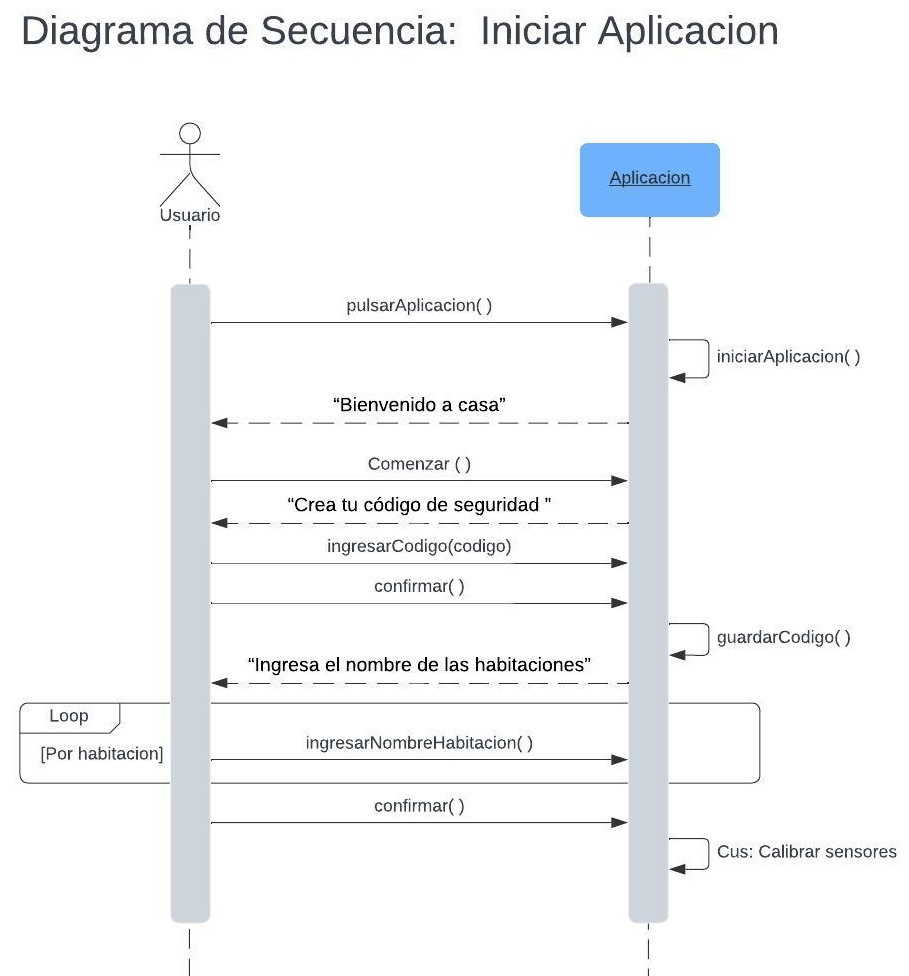 Diagrama de Secuencia:  Iniciar Aplicacion
Usuario
Aplicacion
pulsarAplicacion( )
iniciarAplicacion( )
“Bienvenido a casa”
Comenzar ( )
“Crea tu código de seguridad ”
ingresarCodigo(codigo)
confirmar( )
guardarCodigo( )
“Ingresa el nombre de las habitaciones”
Loop
[Por habitacion]
ingresarNombreHabitacion( )
confirmar( )
Cus: Calibrar sensores